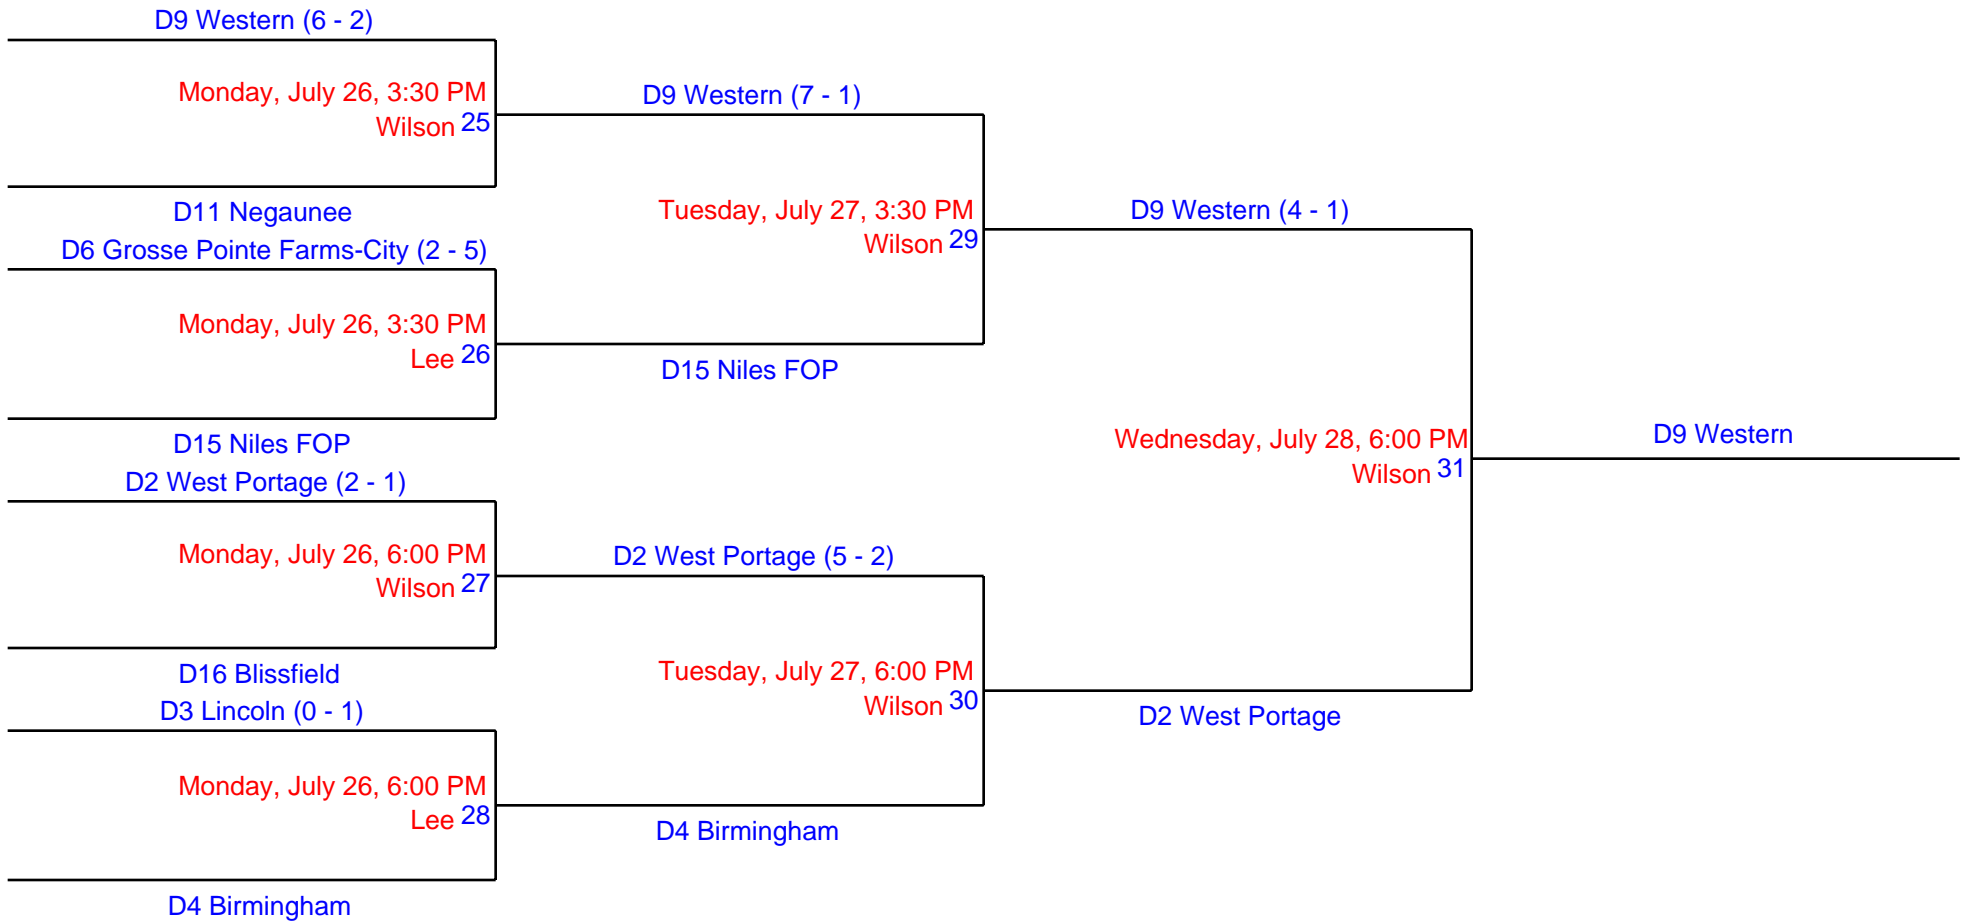 D9 Western (6 - 2)
Monday, July 26, 3:30 PM
Wilson 25
D11 Negaunee
D6 Grosse Pointe Farms-City (2 - 5)
Monday, July 26, 3:30 PM
Lee 26
D15 Niles FOP
D2 West Portage (2 - 1)
Monday, July 26, 6:00 PM
Wilson 27
D16 Blissfield
D3 Lincoln (0 - 1)
Monday, July 26, 6:00 PM
Lee 28
D4 Birmingham
D9 Western (7 - 1)
Tuesday, July 27, 3:30 PM
Wilson 29
D15 Niles FOP
D2 West Portage (5 - 2)
Tuesday, July 27, 6:00 PM
Wilson 30
D4 Birmingham
D9 Western (4 - 1)
Wednesday, July 28, 6:00 PM
Wilson 31
D2 West Portage
D9 Western